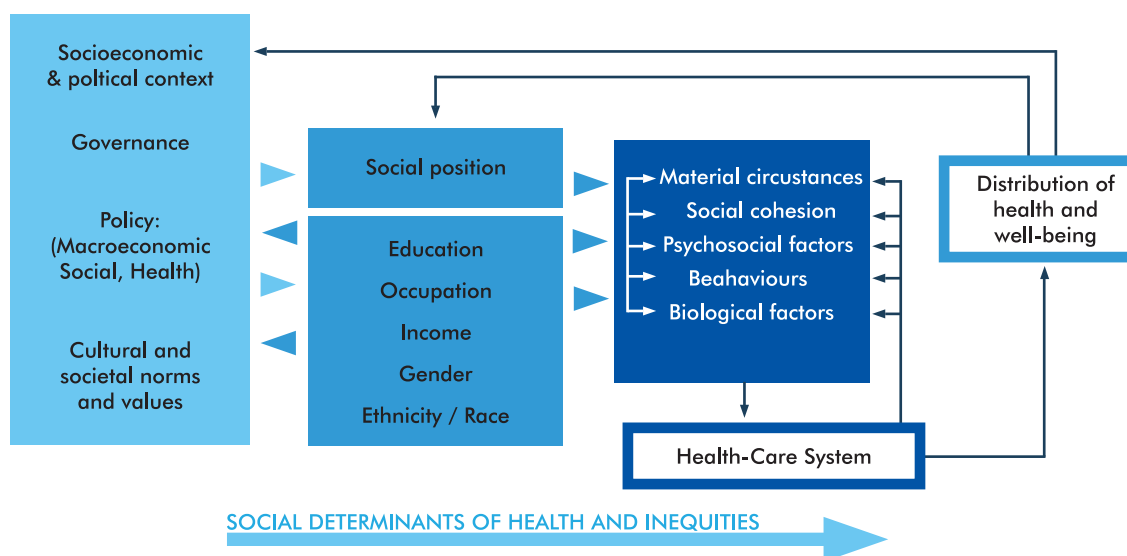 Socioeconomic
& poltical context
Governance
Policy:
(Macroeconomic
Social, Health)
Cultural and
societal norms
and values
Social position
Education
Occupation
Income
Gender
Ethnicity / Race
Material circustances
Social cohesion
Psychosocial factors
Beahaviours
Biological factors
Health-Care System
Distribution of
health and
well-being
SOCIAL DETERMINANTS OF HEALTH AND INEQUITIES